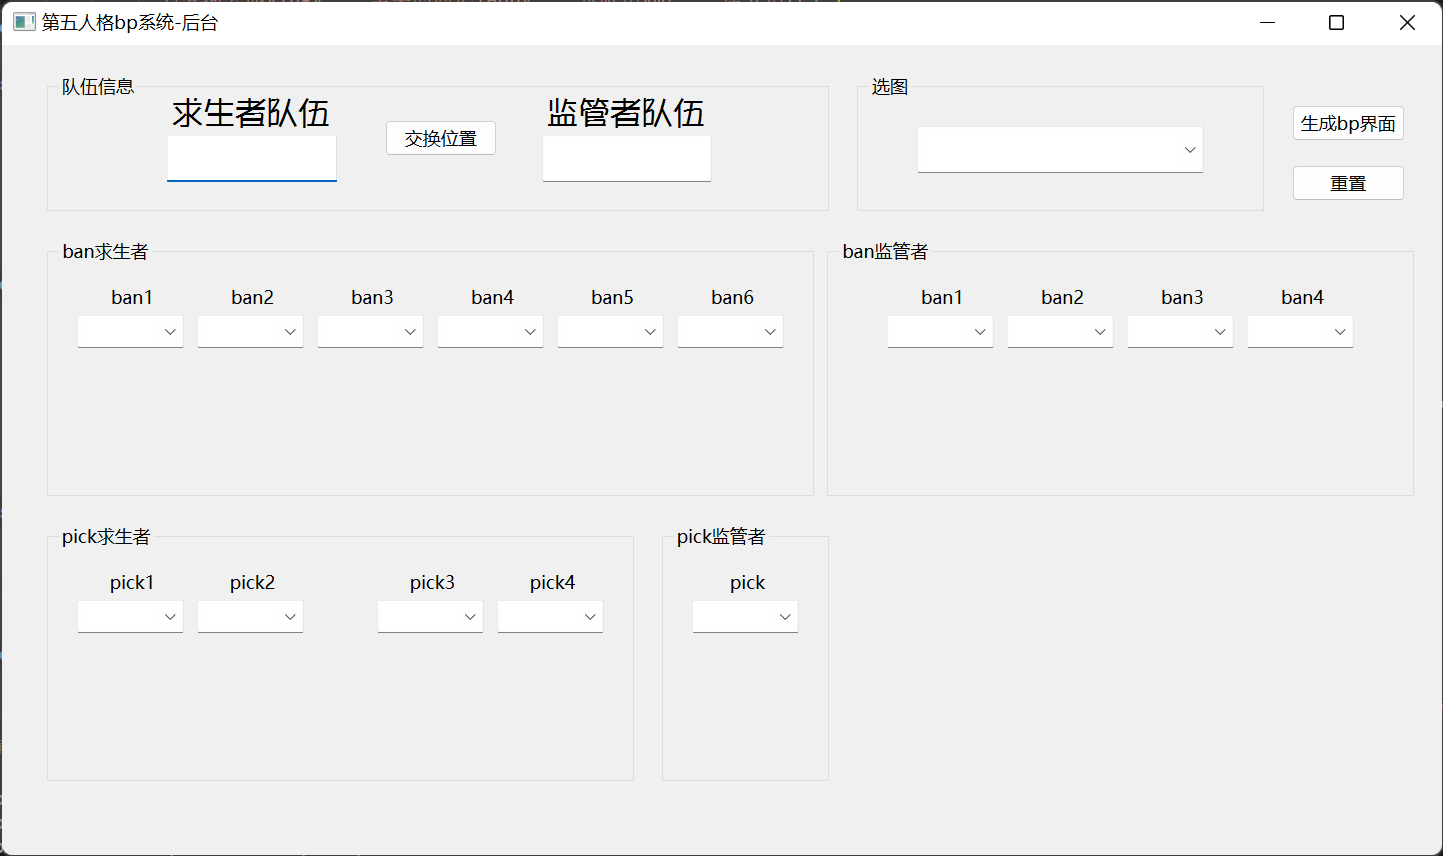 第五人格bp系统-后台
队伍信息
求生者队伍
交换位置
监管者队伍
选图
生成bp界面
重置
ban求生者
ban1 ban2 ban3 ban4 ban5 ban6
ban监管者
ban1 ban2 ban3 ban4
pick求生者
pick1 pick2 pick3 pick4
pick监管者
pick